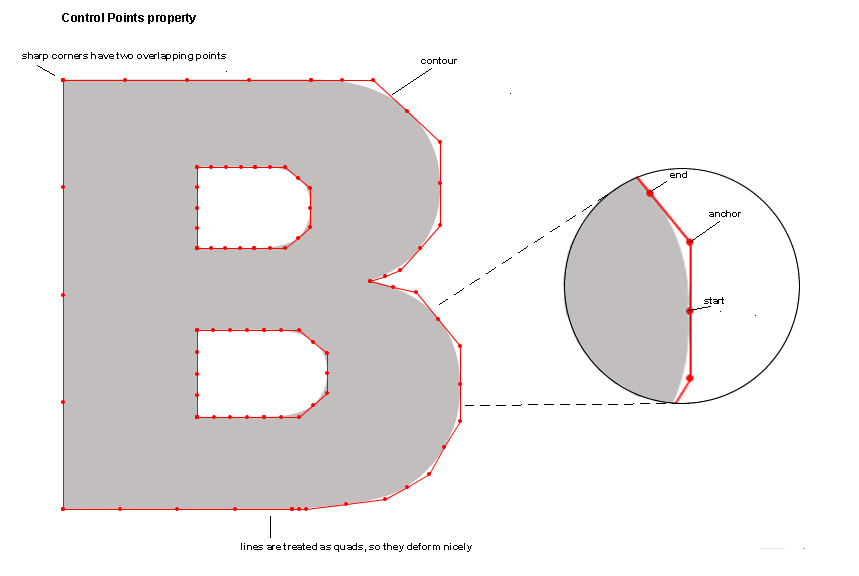 Control Points property
sharp corners have two overlapping points
contour
end
anchor
start
lines are treated as quads, so they deform nicely